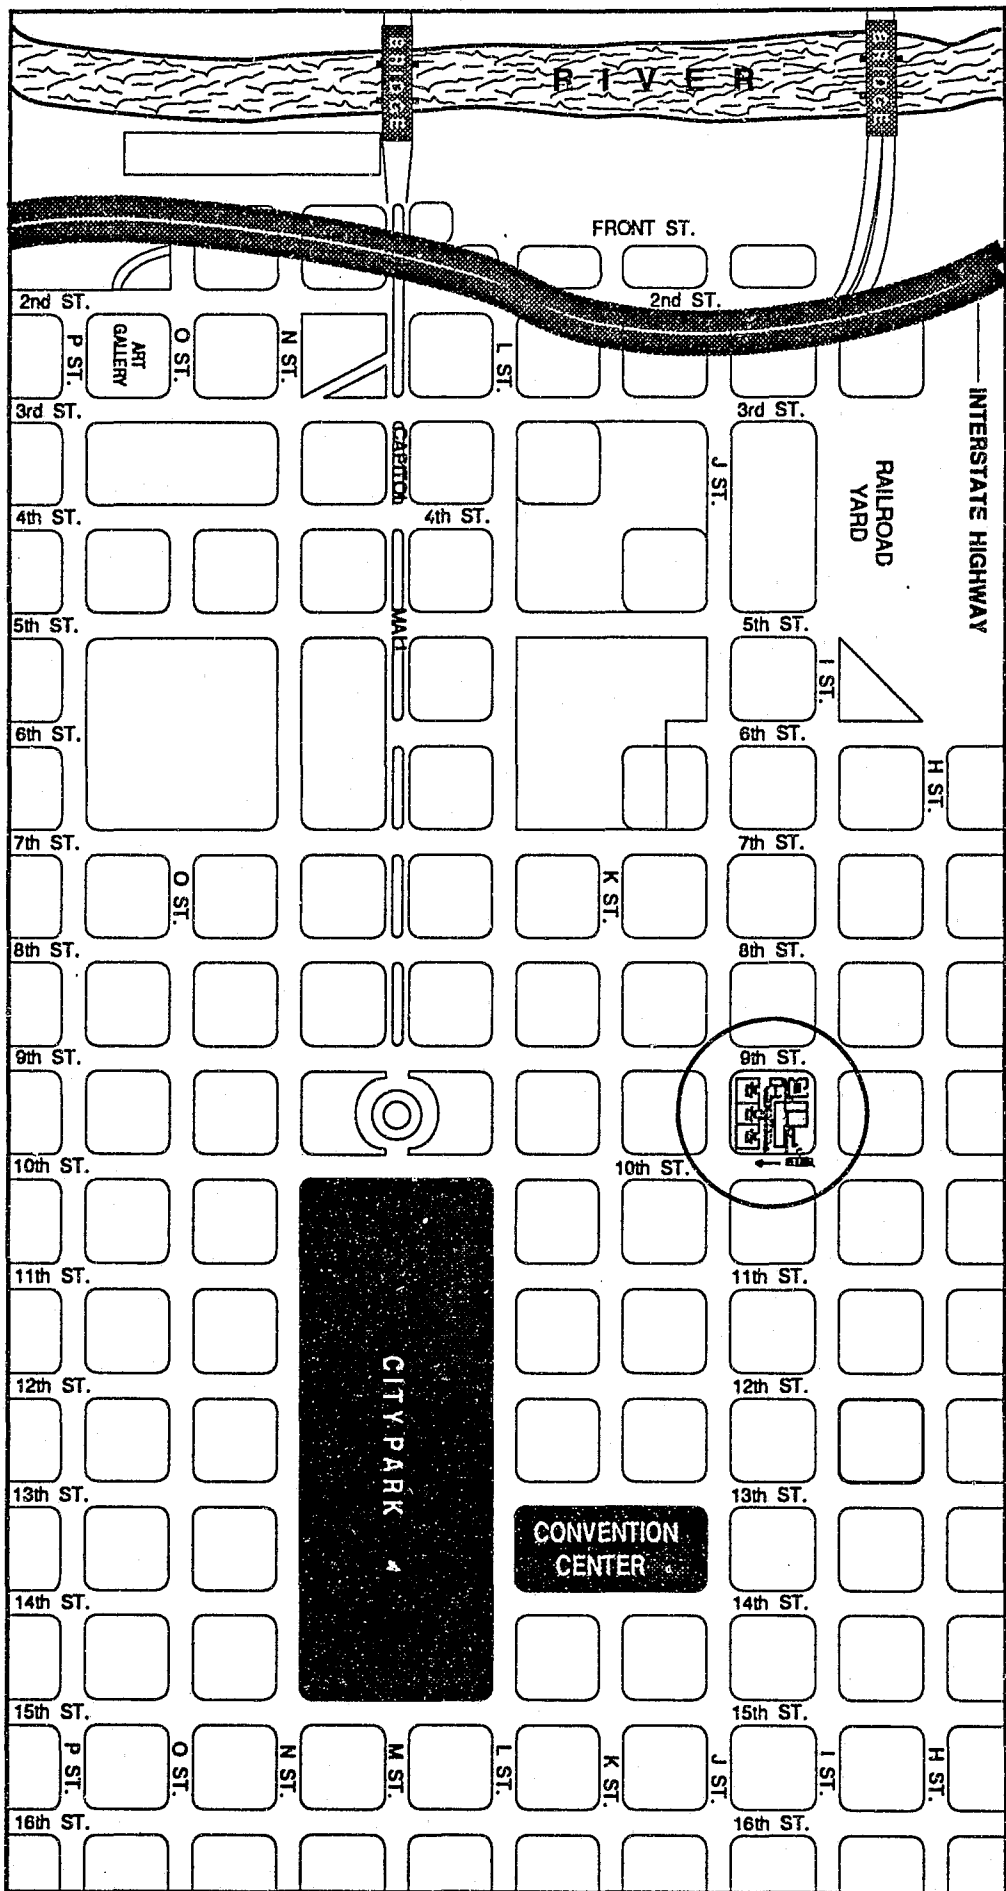 BRIDGE
BRIDGE
RIVER
FRONT ST.
2nd ST.
2nd ST.
P ST.
ART
GALLERY
O ST.
N ST.
L ST.
INTERSTATE HIGHWAY
3rd ST.
3rd ST.
CAPITOL
J ST.
RAILROAD
YARD
4th ST.
4th ST.
MALL
5th ST.
5th ST.
I ST.
6th ST.
6th ST.
H ST.
7th ST.
7th ST.
O ST.
K ST.
8th ST.
8th ST.
9th ST.
9th ST.
10th ST.
10th ST.
11th ST.
11th ST.
CITY PARK
12th ST.
12th ST.
13th ST.
13th ST.
CONVENTION
CENTER
14th ST.
14th ST.
15th ST.
15th ST.
P ST.
O ST.
N ST.
M ST.
L ST.
K ST.
J ST.
I ST.
H ST.
16th ST.
16th ST.